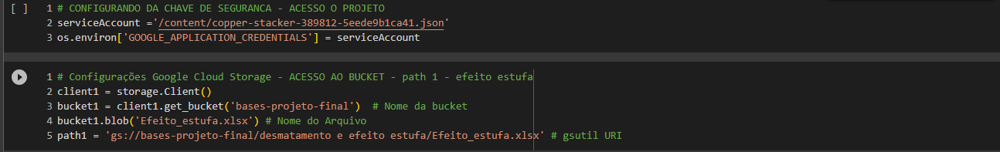 [ ] 1 # CONFIGURANDO DA CHAVE DE SEGURANCA - ACESSO O PROJETO
2 serviceAccount ='/content/copper-stacker-389812-5eede9b1ca41.json'
3 os.environ['GOOGLE_APPLICATION_CREDENTIALS'] = serviceAccount
1 # Configurações Google Cloud Storage - ACESSO AO BUCKET - path 1 - efeito estufa
2 client1 = storage.Client()
3 bucket1 = client1.get_bucket('bases-projeto-final')  # Nome da bucket
4 bucket1.blob('Efeito_estufa.xlsx') # Nome do Arquivo
5 path1 = 'gs://bases-projeto-final/desmatamento e efeito estufa/Efeito_estufa.xlsx' # gsutil URI